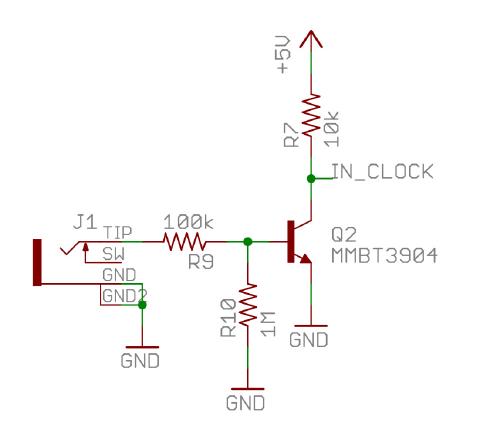 +5V
R7
10k
IN_CLOCK
J1
TIP
100k
R9
SW
GND
GND2
Q2
MMBT3904
R10
1M
GND
GND
GND